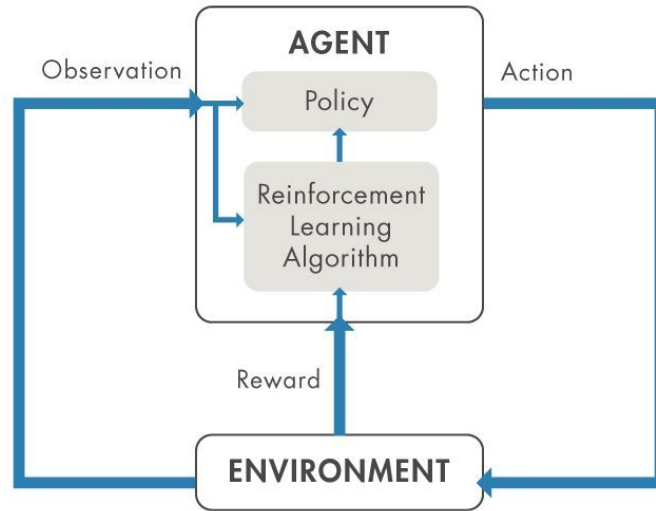 AGENT
Observation
Action
Policy
Reinforcement
Learning
Algorithm
Reward
ENVIRONMENT